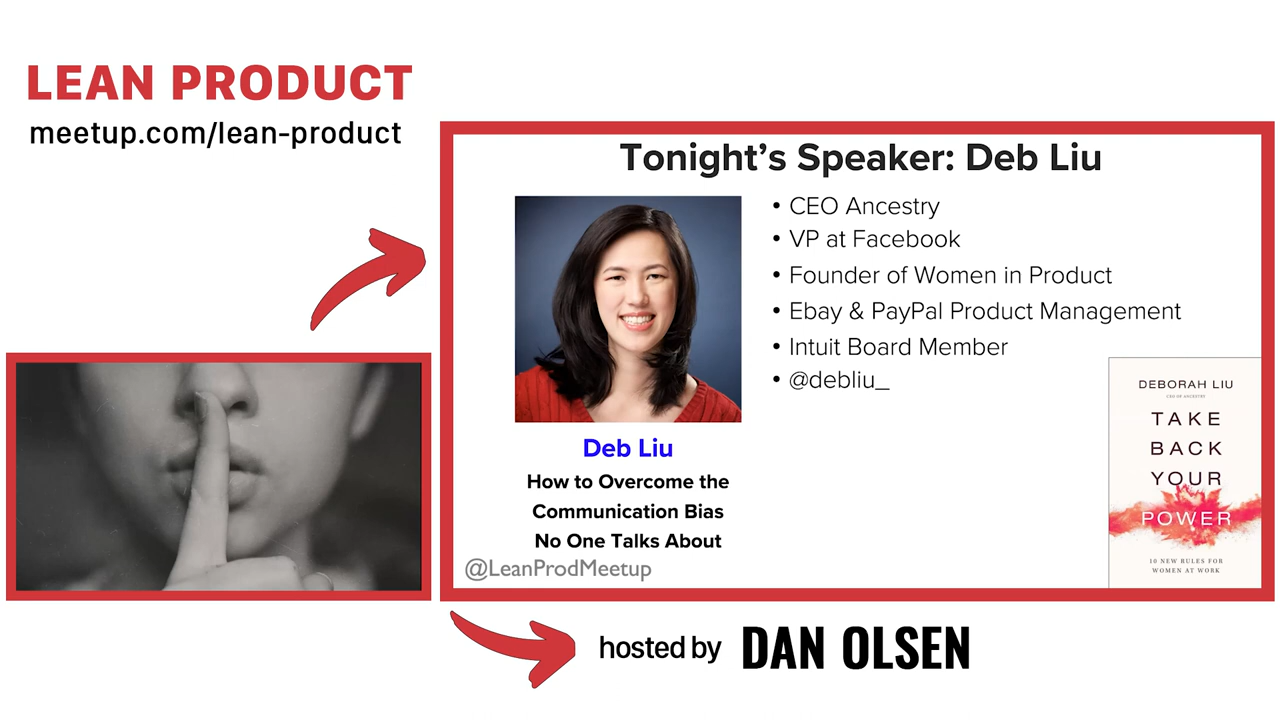 LEAN PRODUCT
meetup.com/lean-product
Tonight's Speaker: Deb Liu
• CEO Ancestry
• VP at Facebook
• Founder of Women in Product
• Ebay & PayPal Product Management
• Intuit Board Member
• @debliu_
Deb Liu
How to Overcome the
Communication Bias
No One Talks About
@LeanProdMeetup
DEBORAH LIU
CEO OF ANCESTRY
TAKE
BACK
YOUR
POWER
10 NEW RULES FOR
WOMEN AT WORK
hosted by DAN OLSEN